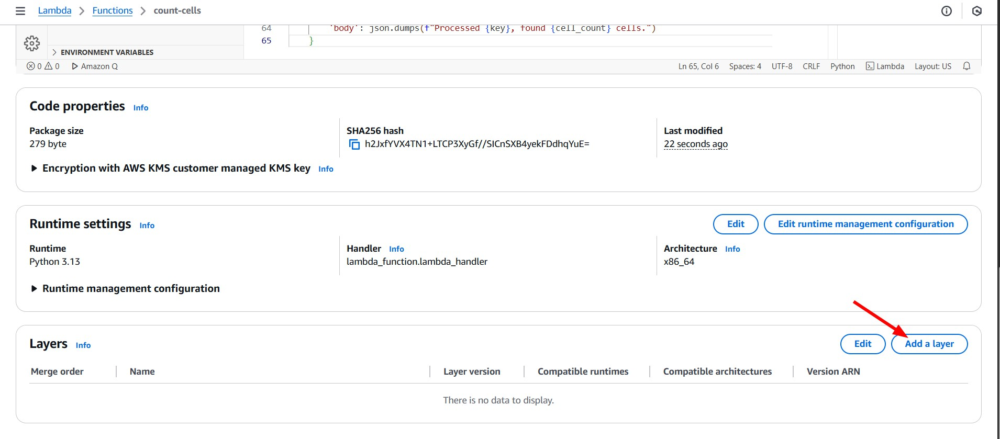 Lambda > Functions > count-cells
64 'body': json.dumps(f"Processed {key}, found {cell_count} cells.")
65 }
ENVIRONMENT VARIABLES
0 0 Amazon Q Ln 65, Col 6 Spaces: 4 UTF-8 CRLF Python Lambda Layout: US
Code properties Info
Package size SHA256 hash Last modified
279 byte h2JxfYVX4TN1+LTCP3XyGf//SICnSXB4yekFDdhqYuE= 22 seconds ago
Encryption with AWS KMS customer managed KMS key Info
Runtime settings Info Edit Edit runtime management configuration
Runtime Handler Info Architecture Info
Python 3.13 lambda_function.lambda_handler x86_64
Runtime management configuration
Layers Info Edit Add a layer
Merge order Name Layer version Compatible runtimes Compatible architectures Version ARN
There is no data to display.